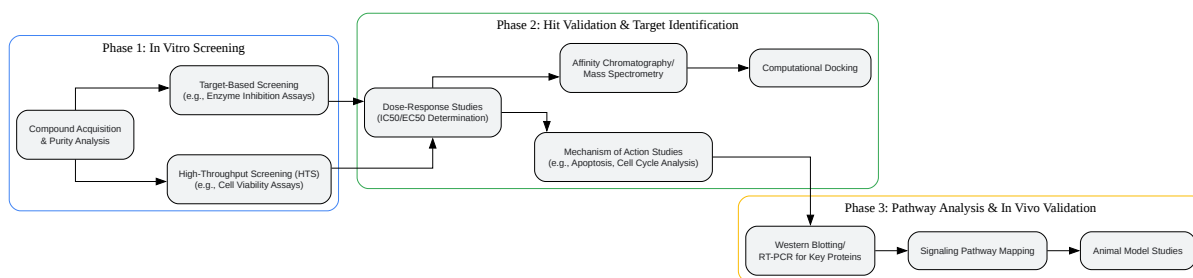 Phase 1: In Vitro Screening
Compound Acquisition
& Purity Analysis
Target-Based Screening
(e.g., Enzyme Inhibition Assays)
High-Throughput Screening (HTS)
(e.g., Cell Viability Assays)
Phase 2: Hit Validation & Target Identification
Dose-Response Studies
(IC50/EC50 Determination)
Affinity Chromatography/
Mass Spectrometry
Computational Docking
Mechanism of Action Studies
(e.g., Apoptosis, Cell Cycle Analysis)
Phase 3: Pathway Analysis & In Vivo Validation
Western Blotting/
RT-PCR for Key Proteins
Signaling Pathway Mapping
Animal Model Studies